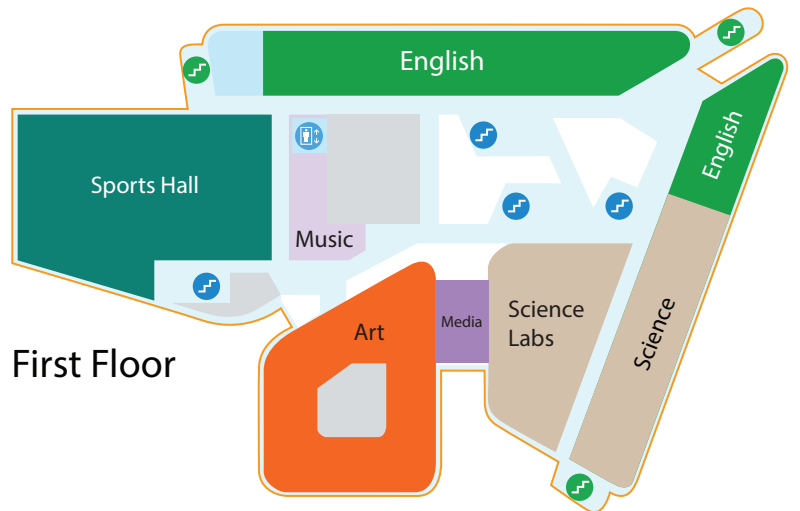 English
English
Sports Hall
Music
Art
Media
Science
Labs
Science
First Floor